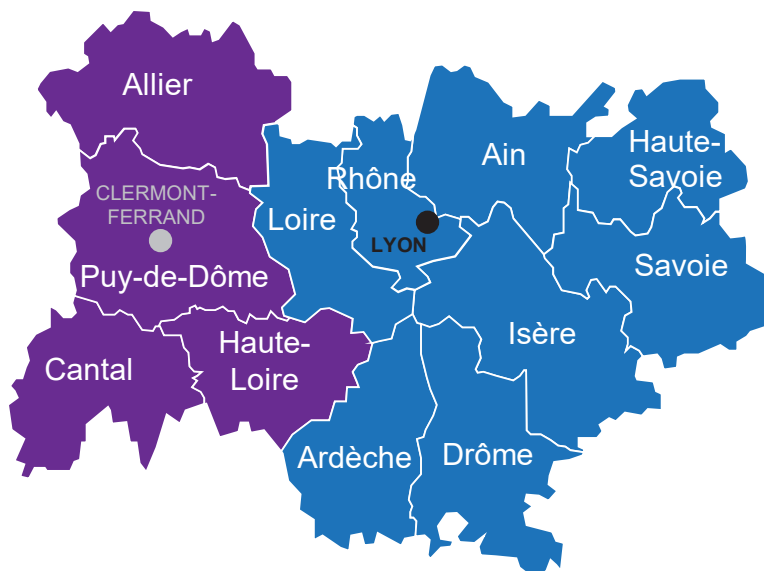 Allier
Ain
Haute-
Savoie
Rhône
CLERMONT-
FERRAND
Loire
LYON
Savoie
Puy-de-Dôme
Isère
Haute-
Loire
Cantal
Ardèche
Drôme